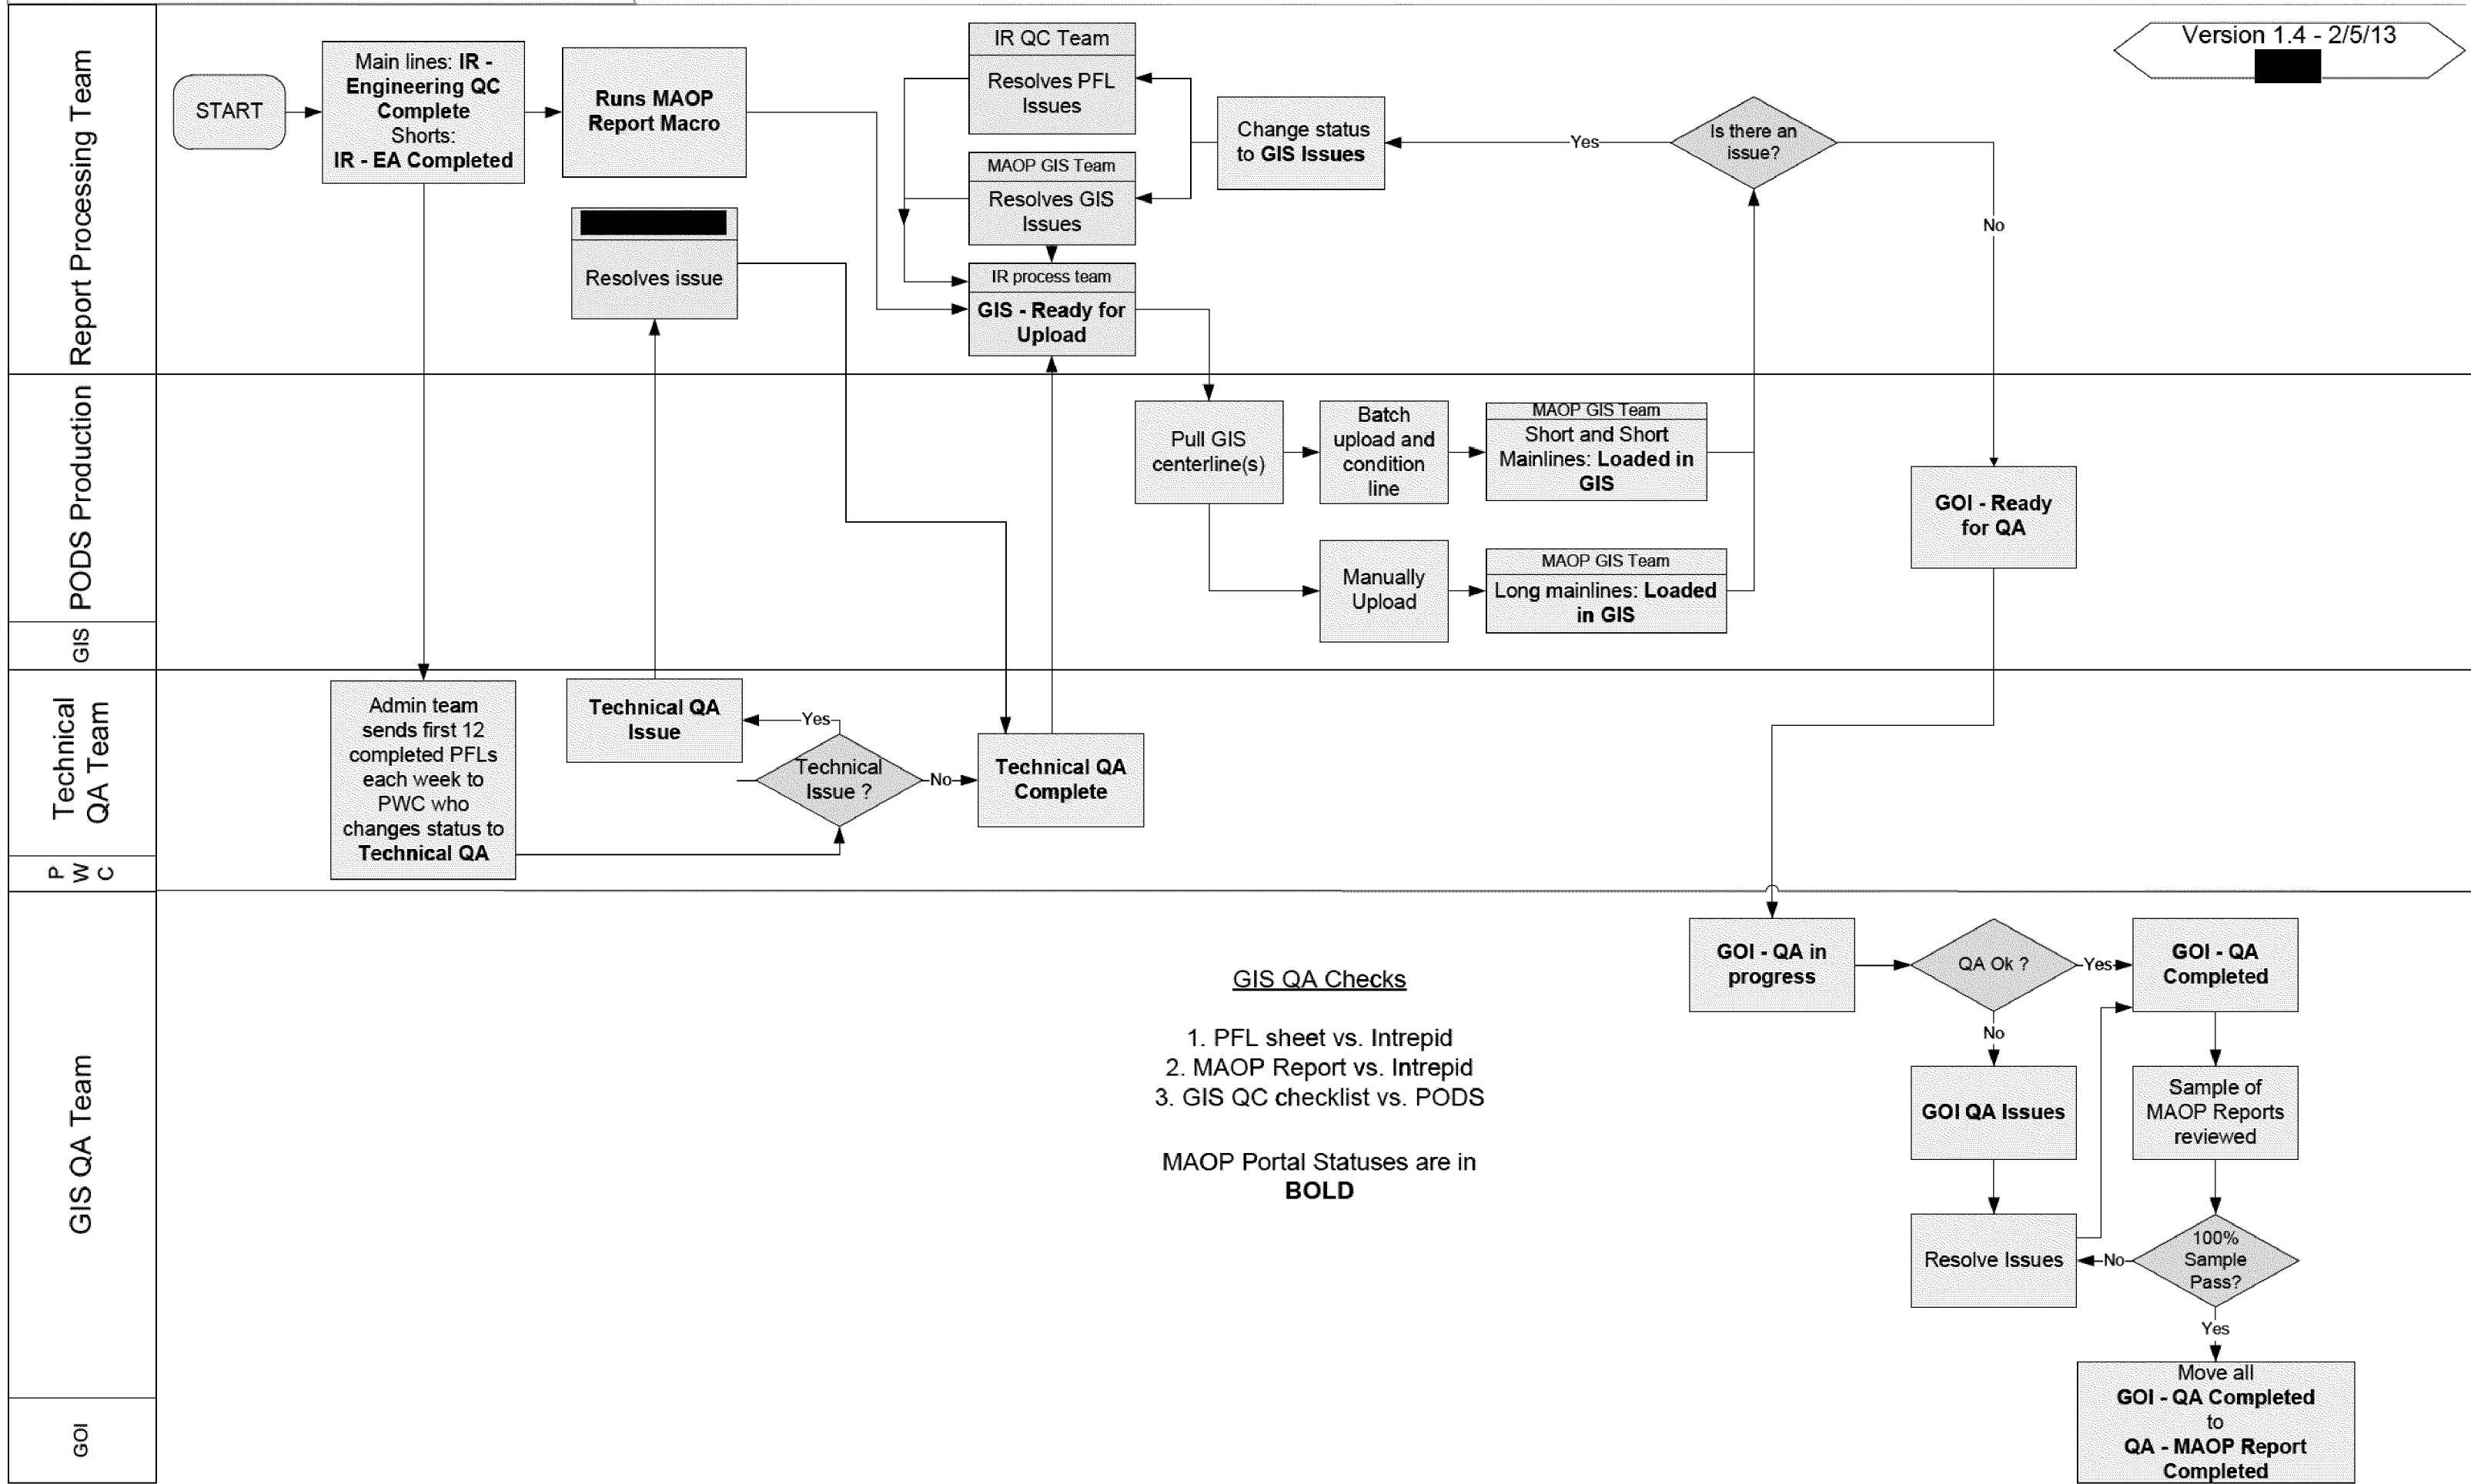 Version 1.4 - 2/5/13
Report Processing Team
START
Main lines: IR -
Engineering QC
Complete
Shorts:
IR - EA Completed
Runs MAOP
Report Macro
Resolves issue
IR QC Team
Resolves PFL
Issues
MAOP GIS Team
Resolves GIS
Issues
IR process team
GIS - Ready for
Upload
Change status
to GIS Issues
Yes
Is there an
issue?
No
PODS Production
GIS
Pull GIS
centerline(s)
Batch
upload and
condition
line
MAOP GIS Team
Short and Short
Mainlines: Loaded in
GIS
Manually
Upload
MAOP GIS Team
Long mainlines: Loaded
in GIS
GOI - Ready
for QA
Technical
QA Team
P
W
C
Admin team
sends first 12
completed PFLs
each week to
PWC who
changes status to
Technical QA
Technical QA
Issue
Yes
Technical
Issue ?
No
Technical QA
Complete
GIS QA Team
GOI
GIS QA Checks
1. PFL sheet vs. Intrepid
2. MAOP Report vs. Intrepid
3. GIS QC checklist vs. PODS
MAOP Portal Statuses are in
BOLD
GOI - QA in
progress
QA Ok ?
Yes
GOI - QA
Completed
No
GOI QA Issues
Sample of
MAOP Reports
reviewed
Resolve Issues
No
100%
Sample
Pass?
Yes
Move all
GOI - QA Completed
to
QA - MAOP Report
Completed